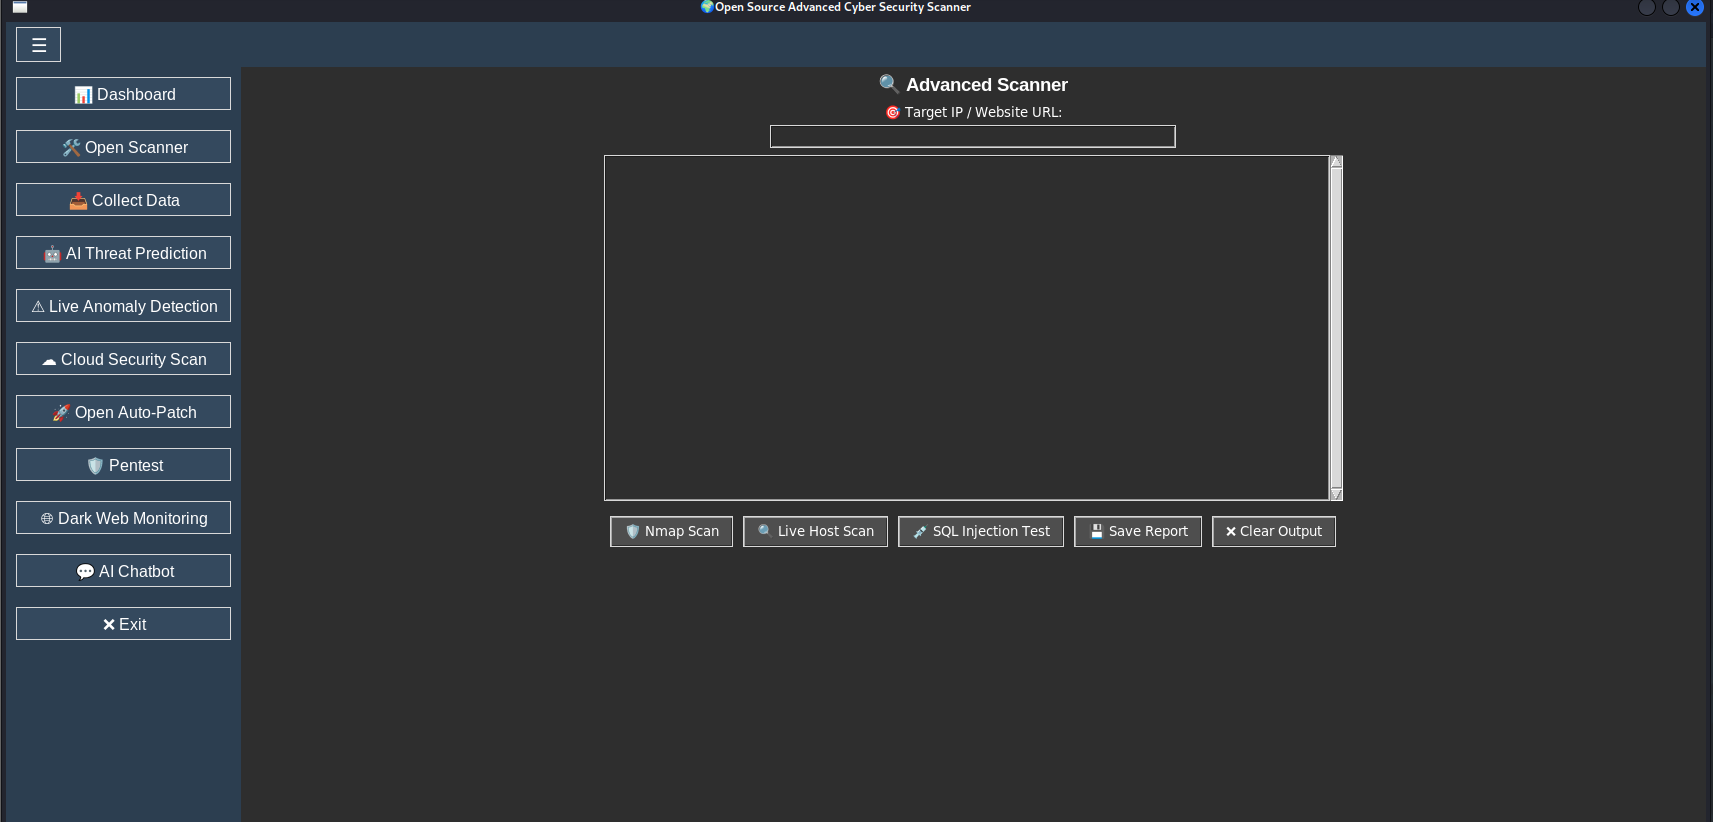 🌍Open Source Advanced Cyber Security Scanner
☰
📊 Dashboard
🛠️ Open Scanner
📥 Collect Data
🤖 AI Threat Prediction
⚠ Live Anomaly Detection
☁ Cloud Security Scan
🚀 Open Auto-Patch
🛡️ Pentest
🌐 Dark Web Monitoring
💬 AI Chatbot
❌ Exit
🔍 Advanced Scanner
🎯 Target IP / Website URL:
🛡️ Nmap Scan
🔍 Live Host Scan
💉 SQL Injection Test
💾 Save Report
❌ Clear Output